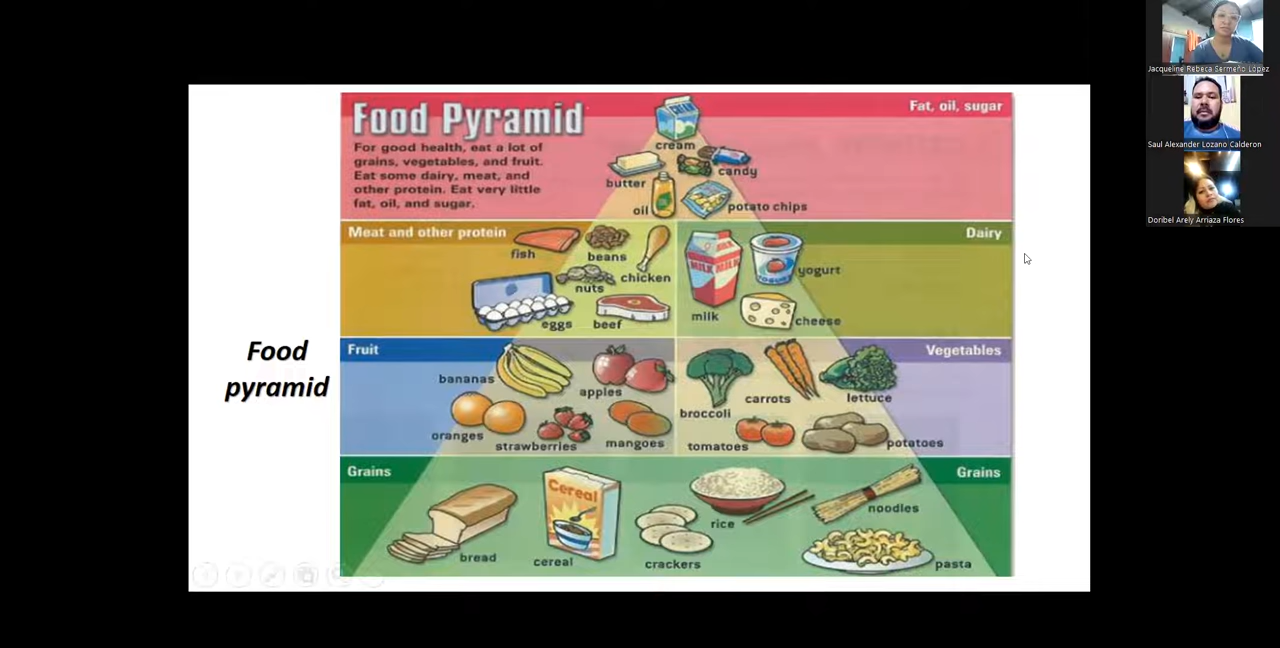 Food Pyramid
For good health, eat a lot of
grains, vegetables, and fruit.
Eat some dairy, meat, and
other protein. Eat very little
fat, oil, and sugar.
Fat, oil, sugar
CREAM
cream
butter
candy
oil
potato chips
Meat and other protein
fish
beans
chicken
nuts
eggs
beef
Dairy
MILK MILK
YOGURT
yogurt
milk
cheese
Food
pyramid
Fruit
bananas
apples
oranges
strawberries
mangoes
Vegetables
broccoli
carrots
lettuce
tomatoes
potatoes
Grains
Grains
Cereal
bread
cereal
crackers
rice
noodles
pasta
Jacqueline Rebeca Sermeño López
Saul Alexander Lozano Calderon
Doribel Arely Arriaza Flores